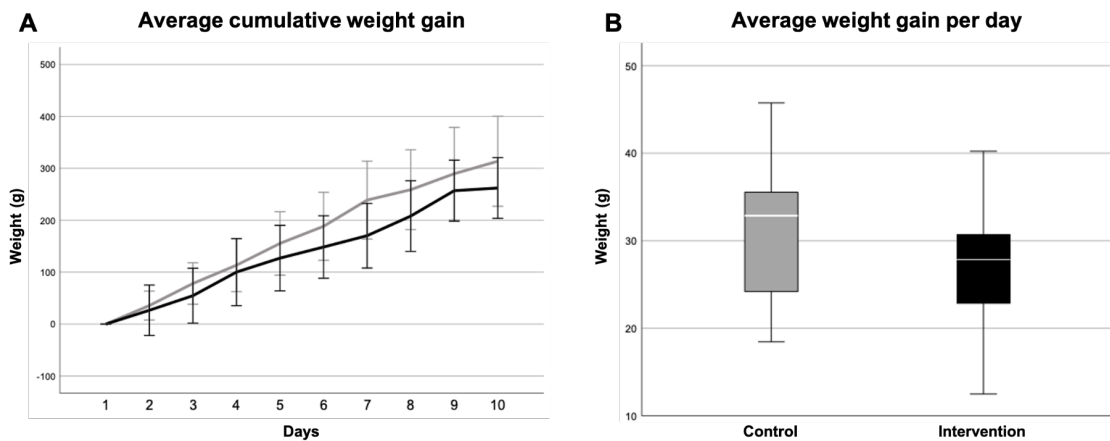 A
Average cumulative weight gain
Weight (g)
500
400
300
200
100
0
-100
1 2 3 4 5 6 7 8 9 10
Days
B
Average weight gain per day
Weight (g)
50
40
30
20
10
Control Intervention